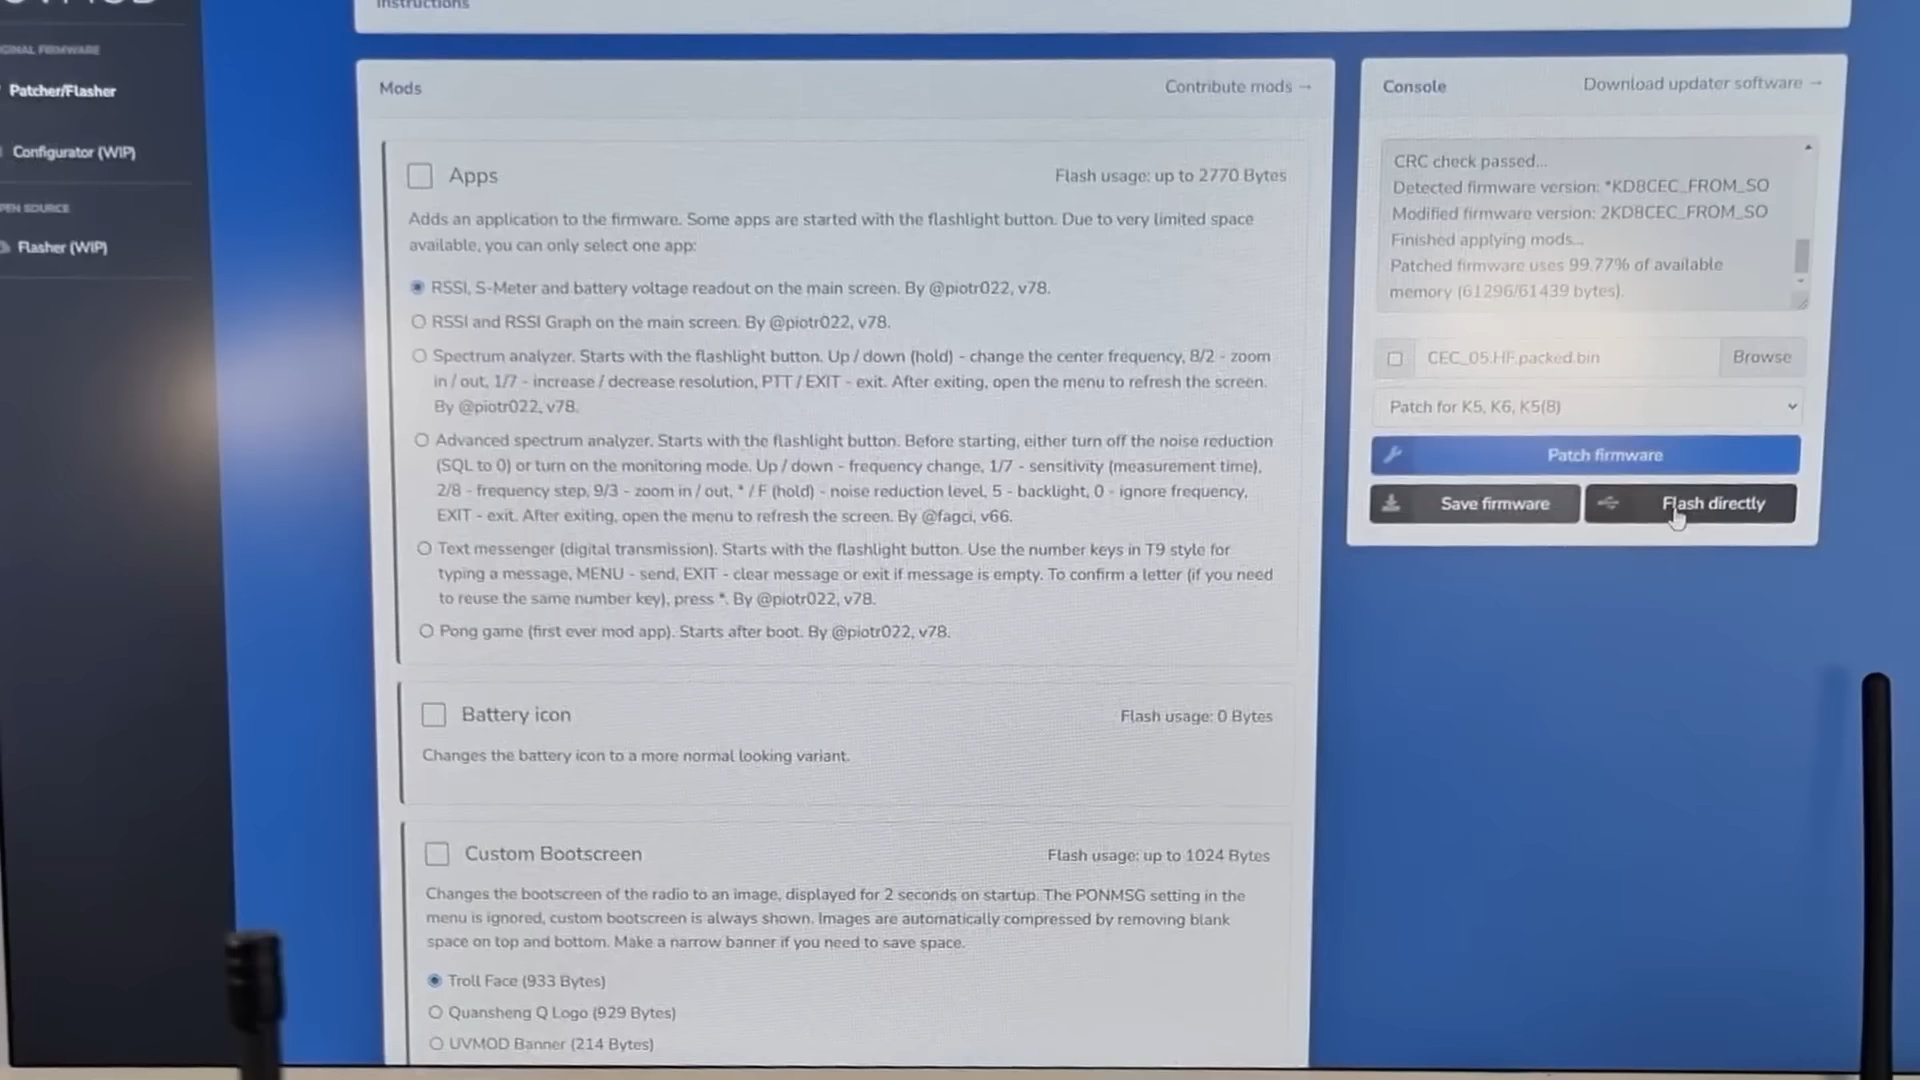 Instructions
Patcher/Flasher
Configurator (WIP)
Flasher (WIP)
Mods
Contribute mods →
Apps
Flash usage: up to 2770 Bytes
Adds an application to the firmware. Some apps are started with the flashlight button. Due to very limited space
available, you can only select one app:
RSSI, S-Meter and battery voltage readout on the main screen. By @piotr022, v78.
RSSI and RSSI Graph on the main screen. By @piotr022, v78.
Spectrum analyzer. Starts with the flashlight button. Up / down (hold) - change the center frequency, 8/2 - zoom
in / out, 1/7 - increase / decrease resolution, PTT / EXIT - exit. After exiting, open the menu to refresh the screen.
By @piotr022, v78.
Advanced spectrum analyzer. Starts with the flashlight button. Before starting, either turn off the noise reduction
(SQL to 0) or turn on the monitoring mode. Up / down - frequency change, 1/7 - sensitivity (measurement time),
2/8 - frequency step, 9/3 - zoom in / out, * / F (hold) - noise reduction level, 5 - backlight, 0 - ignore frequency,
EXIT - exit. After exiting, open the menu to refresh the screen. By @fagci, v66.
Text messenger (digital transmission). Starts with the flashlight button. Use the number keys in T9 style for
typing a message, MENU - send, EXIT - clear message or exit if message is empty. To confirm a letter (if you need
to reuse the same number key), press *. By @piotr022, v78.
Pong game (first ever mod app). Starts after boot. By @piotr022, v78.
Battery icon
Flash usage: 0 Bytes
Changes the battery icon to a more normal looking variant.
Custom Bootscreen
Flash usage: up to 1024 Bytes
Changes the bootscreen of the radio to an image, displayed for 2 seconds on startup. The PONMSG setting in the
menu is ignored, custom bootscreen is always shown. Images are automatically compressed by removing blank
space on top and bottom. Make a narrow banner if you need to save space.
Troll Face (933 Bytes)
Quansheng Q Logo (929 Bytes)
UVMOD Banner (214 Bytes)
Console
Download updater software →
CRC check passed...
Detected firmware version: *KD8CEC_FROM_SO
Modified firmware version: 2KD8CEC_FROM_SO
Finished applying mods...
Patched firmware uses 99.77% of available
memory (61296/61439 bytes).
CEC_05.HF.packed.bin
Browse
Patch for K5, K6, K5(8)
Patch firmware
Save firmware
Flash directly